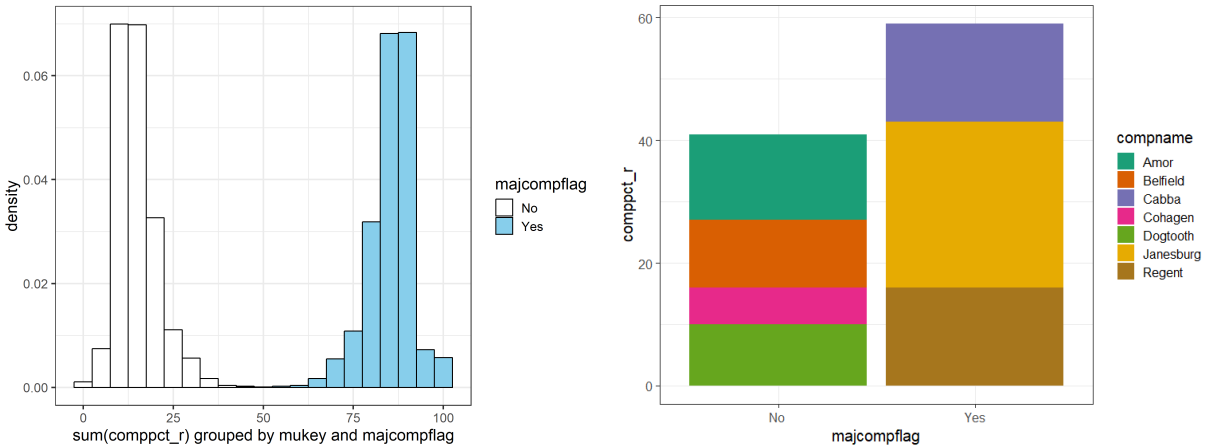 density
0.06
0.04
0.02
0.00
0
25
50
75
100
sum(comppct_r) grouped by mukey and majcompflag
majcompflag
No
Yes
comppct_r
60
40
20
0
No
Yes
majcompflag
compname
Amor
Belfield
Cabba
Cohagen
Dogtooth
Janesburg
Regent